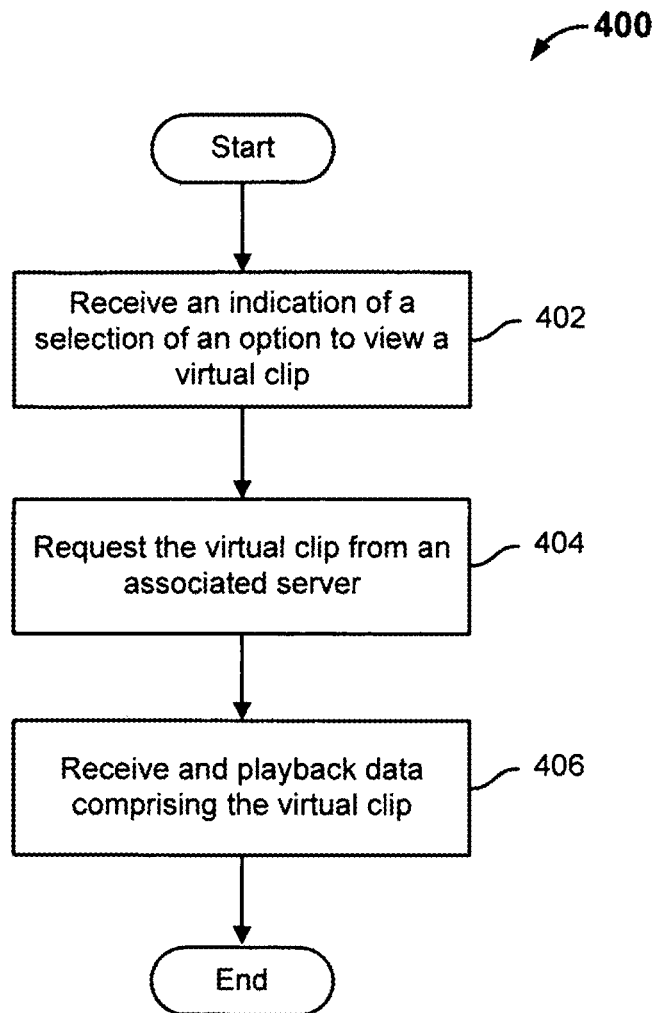 400
Start
Receive an indication of a
selection of an option to view a
virtual clip
402
Request the virtual clip from an
associated server
404
Receive and playback data
comprising the virtual clip
406
End